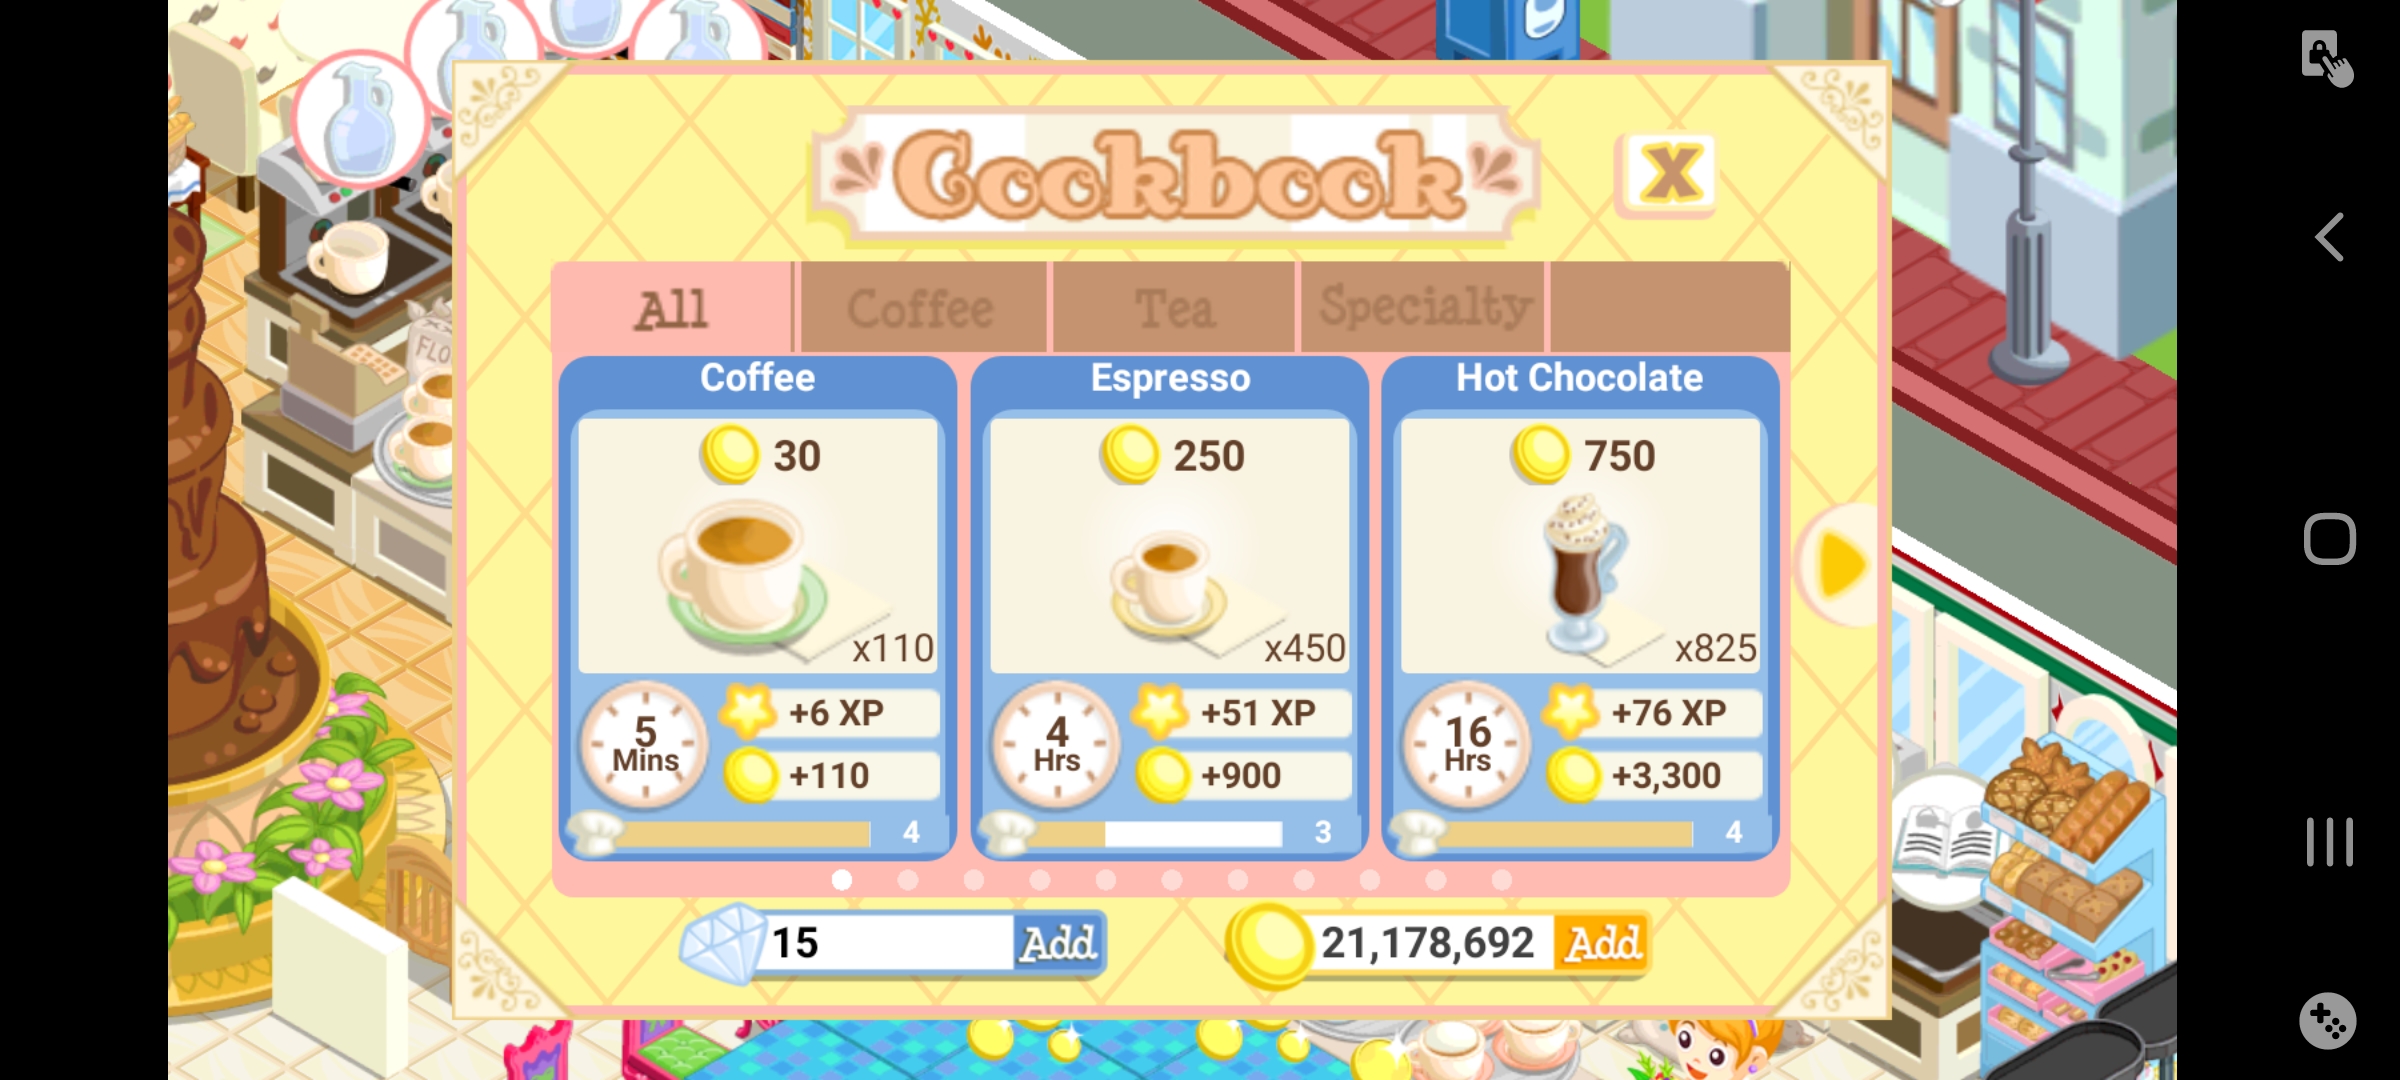 Cookbook
X
All
Coffee
Tea
Specialty
Coffee
30
x110
5
Mins
+6 XP
+110
4
Espresso
250
x450
4
Hrs
+51 XP
+900
3
Hot Chocolate
750
x825
16
Hrs
+76 XP
+3,300
4
15
Add
21,178,692
Add
FLO